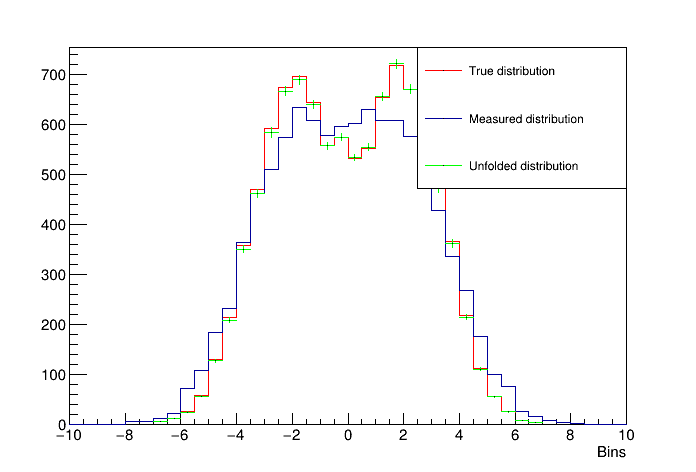 True distribution
Measured distribution
Unfolded distribution
700
600
500
400
300
200
100
0
−10 −8 −6 −4 −2 0 2 4 6 8 10
Bins